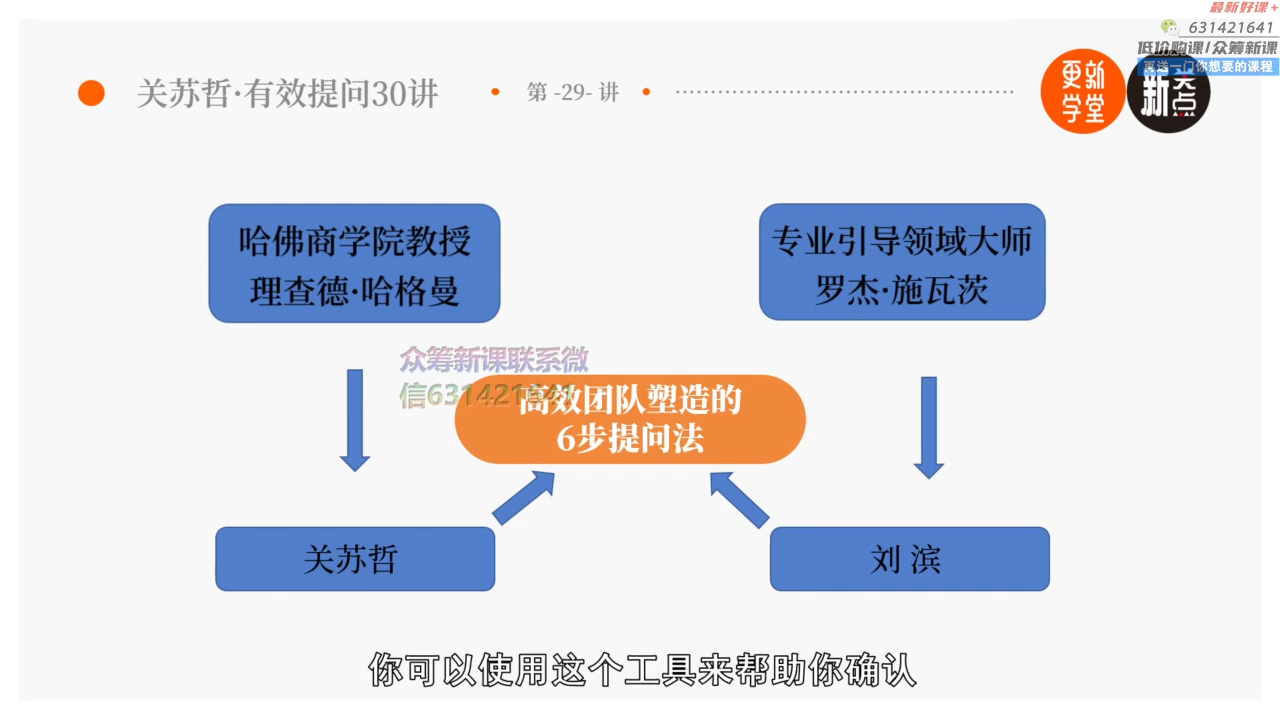 最新好课+
631421641
低价购课/众筹新课
再送一门你想要的课程
关苏哲·有效提问30讲
第 -29- 讲
更新
学堂
新关点
哈佛商学院教授
理查德·哈格曼
专业引导领域大师
罗杰·施瓦茨
众筹新课联系微
信631421641
高效团队塑造的
6步提问法
关苏哲
刘 滨
你可以使用这个工具来帮助你确认